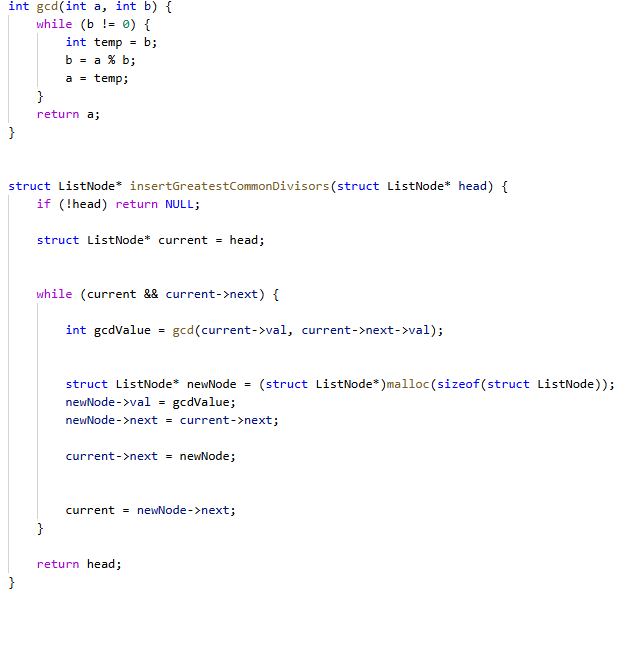 int gcd(int a, int b) {
    while (b != 0) {
        int temp = b;
        b = a % b;
        a = temp;
    }
    return a;
}
struct ListNode* insertGreatestCommonDivisors(struct ListNode* head) {
    if (!head) return NULL;
    struct ListNode* current = head;
    while (current && current->next) {
        int gcdValue = gcd(current->val, current->next->val);
        struct ListNode* newNode = (struct ListNode*)malloc(sizeof(struct ListNode));
        newNode->val = gcdValue;
        newNode->next = current->next;
        current->next = newNode;
        current = newNode->next;
    }
    return head;
}